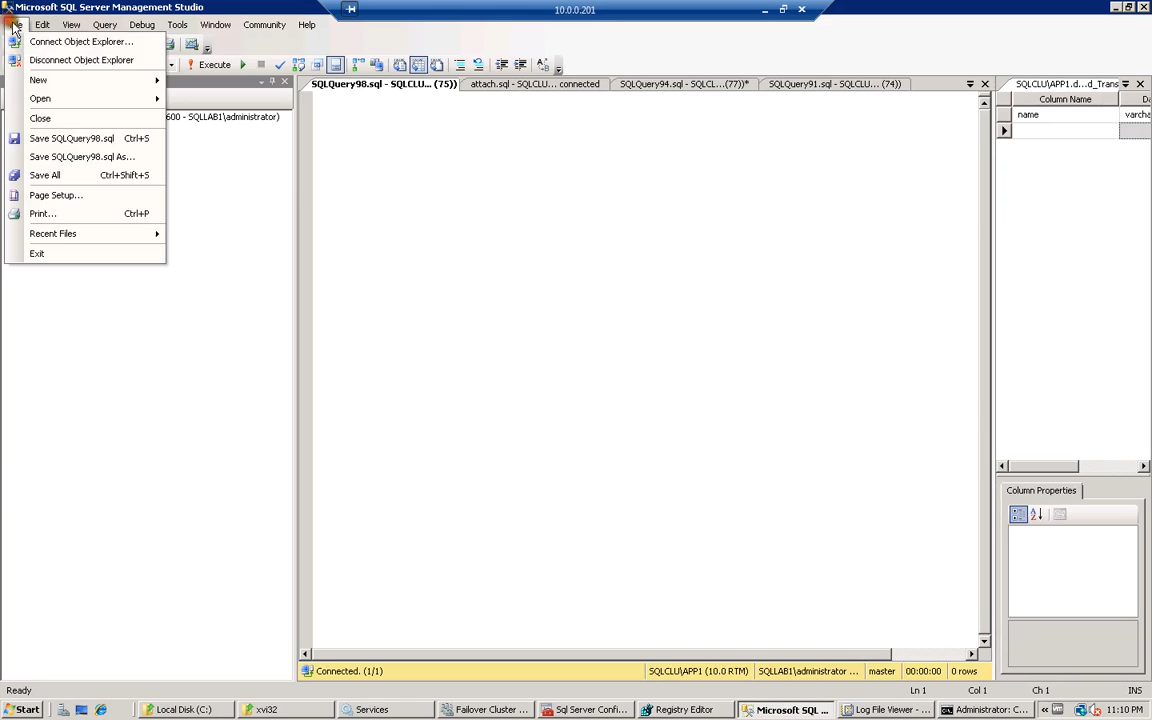 Microsoft SQL Server Management Studio
10.0.0.201
Edit View Query Debug Tools Window Community Help
Connect Object Explorer...
Disconnect Object Explorer
New
Open
Close
Save SQLQuery98.sql Ctrl+S
Save SQLQuery98.sql As...
Save All Ctrl+Shift+S
Page Setup...
Print... Ctrl+P
Recent Files
Exit
Execute
600 - SQLLAB1\administrator)
SQLQuery98.sql - SQLCLU... (75)) attach.sql - SQLCLU... connected SQLQuery94.sql - SQLCL...(77))* SQLQuery91.sql - SQLCLU... (74))
SQLCLU\APP1.d...d_Trans
Column Name Da
name varcha
Column Properties
Connected. (1/1) SQLCLU\APP1 (10.0 RTM) SQLLAB1\administrator ... master 00:00:00 0 rows
Ready Ln 1 Col 1 Ch 1 INS
Start Local Disk (C:) xvi32 Services Failover Cluster ... Sql Server Confi... Registry Editor Microsoft SQL ... Log File Viewer - ... Administrator: C... 11:10 PM